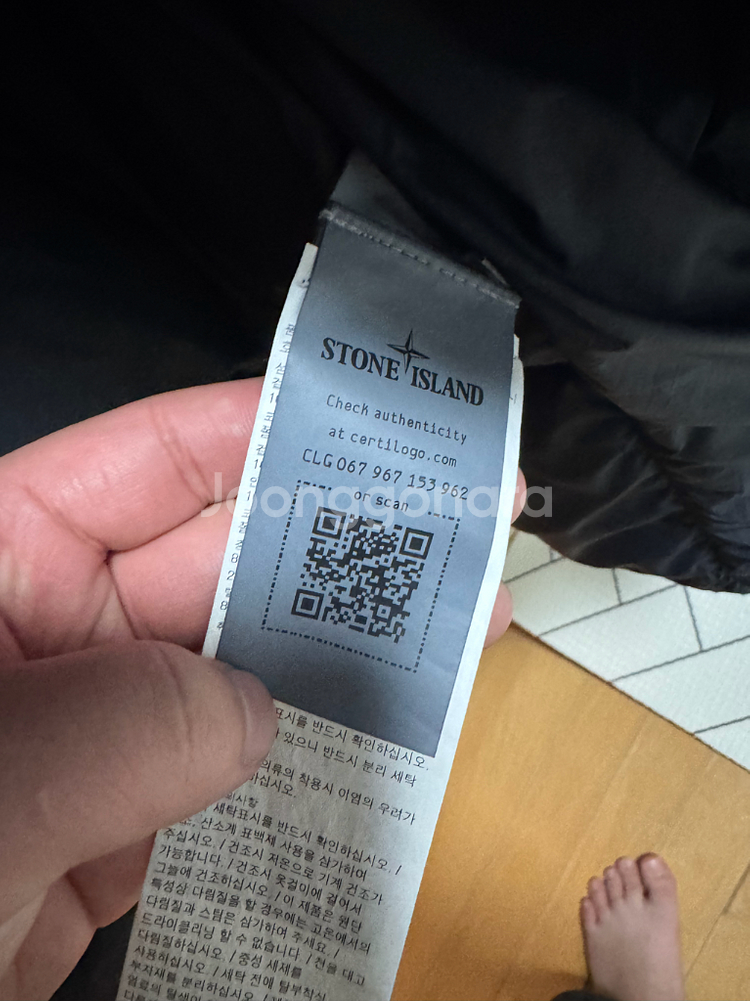 STONE ISLAND
Check authenticity
at certilogo.com
CLG 067 967 153 962
or scan
Joonggonara
표시를 반드시 확인하십시오.
있으니 반드시 분리 세탁
의류의 착용시 이염의 우려가
하십시오.
세탁표시를 반드시 확인하십시오. /
산소계 표백제 사용을 삼가하여
주십시오. / 건조시 저온으로 기계 건조가
가능합니다. / 건조시 옷걸이에 걸어서
그늘에 건조하십시오. / 이 제품은 원단
특성상 다림질을 할 경우에는 고온에서의
다림질과 스팀은 삼가하여 주세요. /
드라이클리닝 할 수 없습니다. / 천을 대고
다림질하십시오. / 중성 세제를
사용하십시오. / 세탁 전에 탈부착식
부자재를 분리하십시오. /